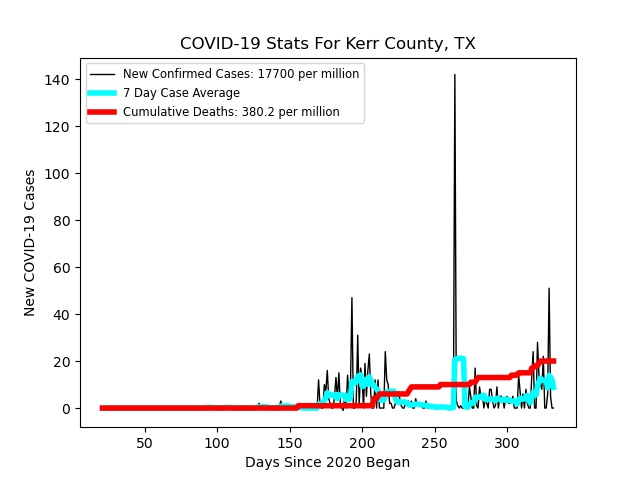 COVID-19 Stats For Kerr County, TX
New Confirmed Cases: 17700 per million
7 Day Case Average
Cumulative Deaths: 380.2 per million
New COVID-19 Cases
140
120
100
80
60
40
20
0
50 100 150 200 250 300
Days Since 2020 Began